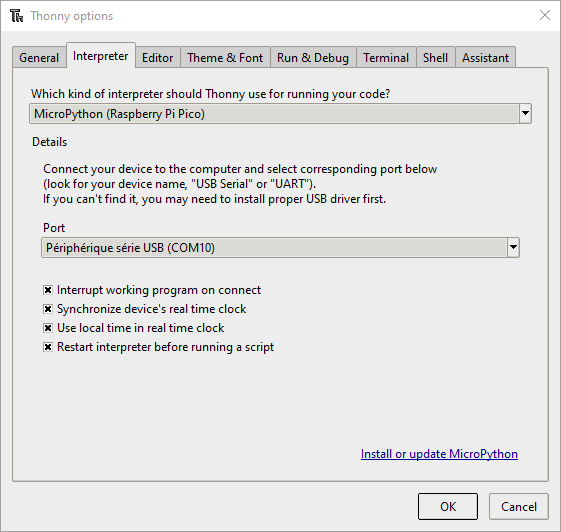 Thonny options
General Interpreter Editor Theme & Font Run & Debug Terminal Shell Assistant
Which kind of interpreter should Thonny use for running your code?
MicroPython (Raspberry Pi Pico)
Details
Connect your device to the computer and select corresponding port below
(look for your device name, "USB Serial" or "UART").
If you can't find it, you may need to install proper USB driver first.
Port
Périphérique série USB (COM10)
Interrupt working program on connect
Synchronize device's real time clock
Use local time in real time clock
Restart interpreter before running a script
Install or update MicroPython
OK Cancel